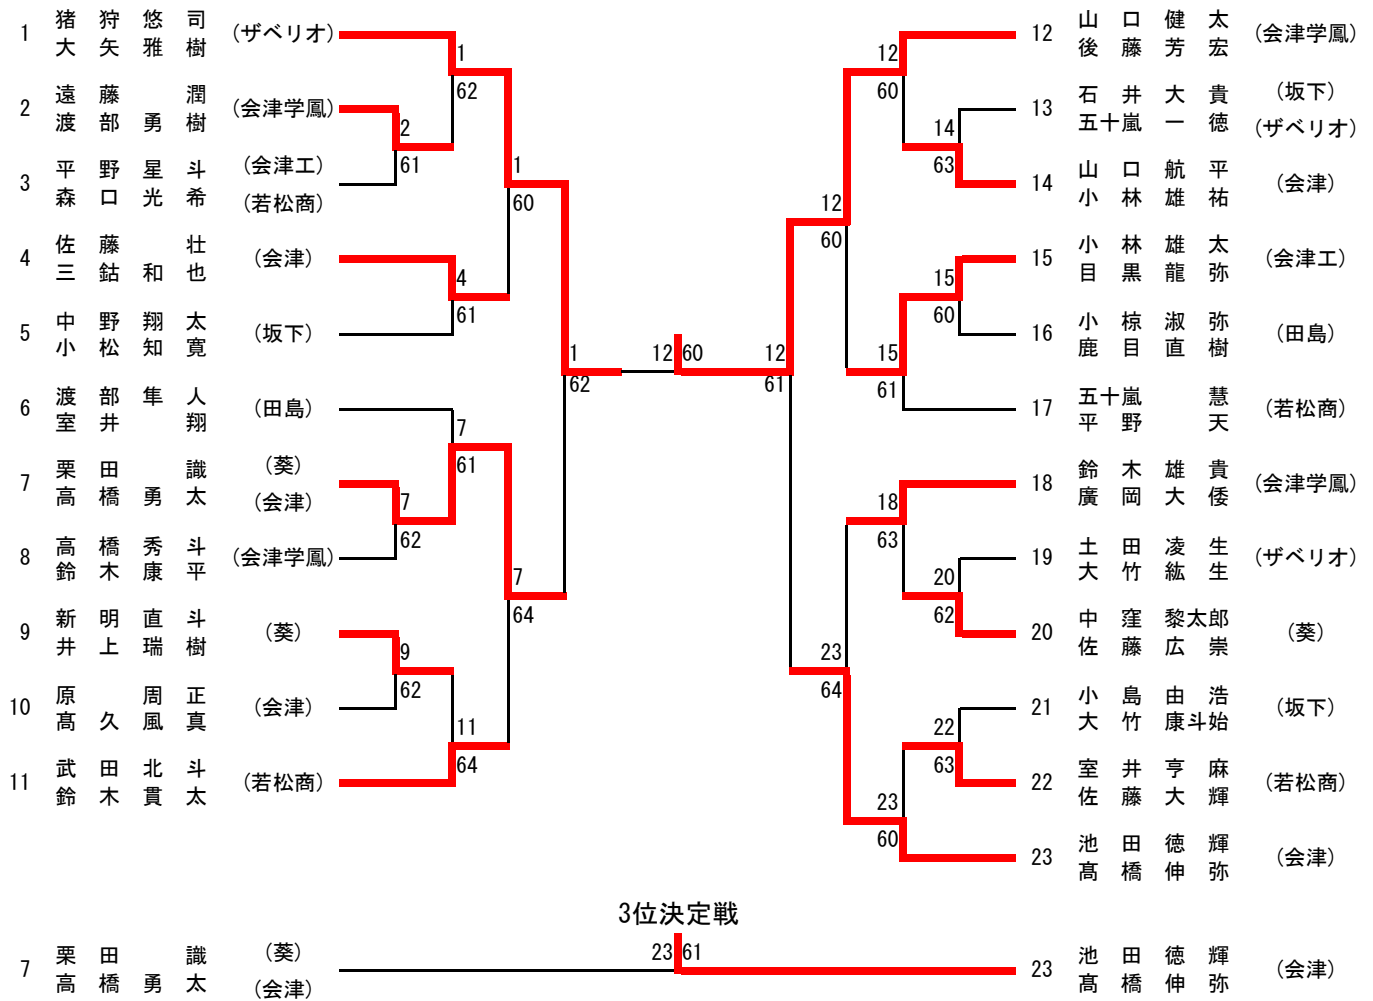 1 猪狩悠司 (ザベリオ)
大矢雅樹
2 遠藤潤 (会津学鳳)
渡部勇樹
3 平野星斗 (会津工)
森口光希 (若松商)
4 佐藤壮 (会津)
三鈷和也
5 中野翔太 (坂下)
小松知寛
6 渡部隼人 (田島)
室井翔
7 栗田識 (葵)
高橋勇太 (会津)
8 高橋秀斗 (会津学鳳)
鈴木康平
9 新明直斗 (葵)
井上瑞樹
10 原周正 (会津)
髙久風真
11 武田北斗 (若松商)
鈴木貫太
1
62
2
61
1
60
4
61
1
62
7
61
7
62
7
64
9
62
11
64
12 60
12
60
14
63
12
60
15
60
15
61
12
61
18
63
20
62
23
64
22
63
23
60
12 山口健太 (会津学鳳)
後藤芳宏
13 石井大貴 (坂下)
五十嵐一徳 (ザベリオ)
14 山口航平 (会津)
小林雄祐
15 小林雄太 (会津工)
目黒龍弥
16 小椋淑弥 (田島)
鹿目直樹
17 五十嵐慧 (若松商)
平野天
18 鈴木雄貴 (会津学鳳)
廣岡大倭
19 土田凌生 (ザベリオ)
大竹紘生
20 中窪黎太郎 (葵)
佐藤広崇
21 小島由浩 (坂下)
大竹康斗始
22 室井亨麻 (若松商)
佐藤大輝
23 池田徳輝 (会津)
髙橋伸弥
3位決定戦
7 栗田識 (葵)
高橋勇太 (会津)
23 61
23 池田徳輝 (会津)
髙橋伸弥